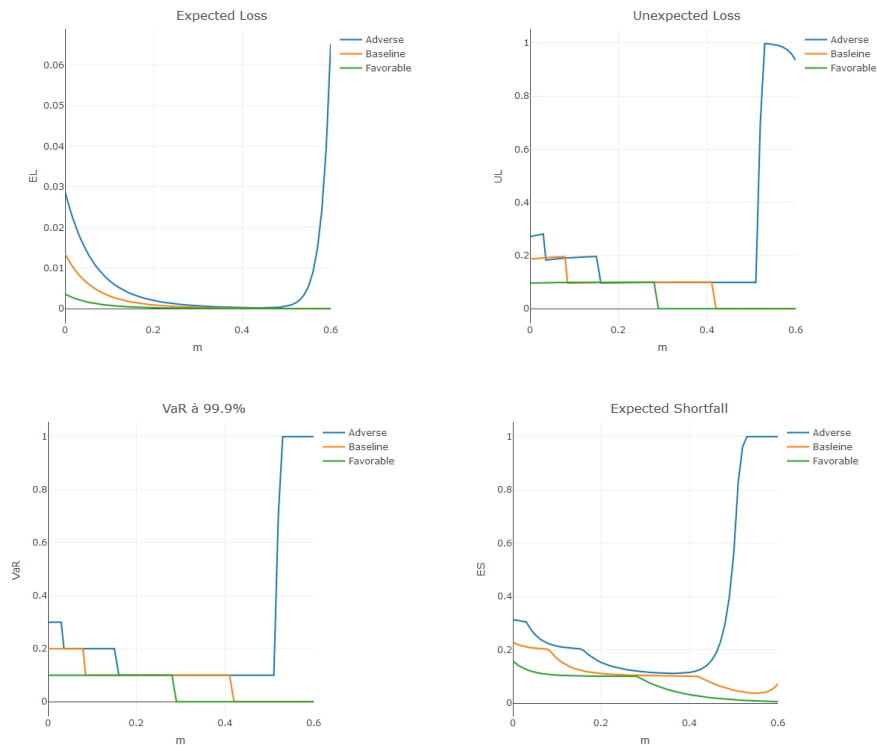 Expected Loss
Adverse
Baseline
Favorable
0.06
0.05
0.04
0.03
0.02
0.01
0
EL
0
0.2
0.4
0.6
m
Unexpected Loss
Adverse
Basleine
Favorable
1
0.8
0.6
0.4
0.2
0
UL
0
0.2
0.4
0.6
m
VaR à 99.9%
Adverse
Baseline
Favorable
1
0.8
0.6
0.4
0.2
0
VaR
0
0.2
0.4
0.6
m
Expected Shortfall
Adverse
Basleine
Favorable
1
0.8
0.6
0.4
0.2
0
ES
0
0.2
0.4
0.6
m